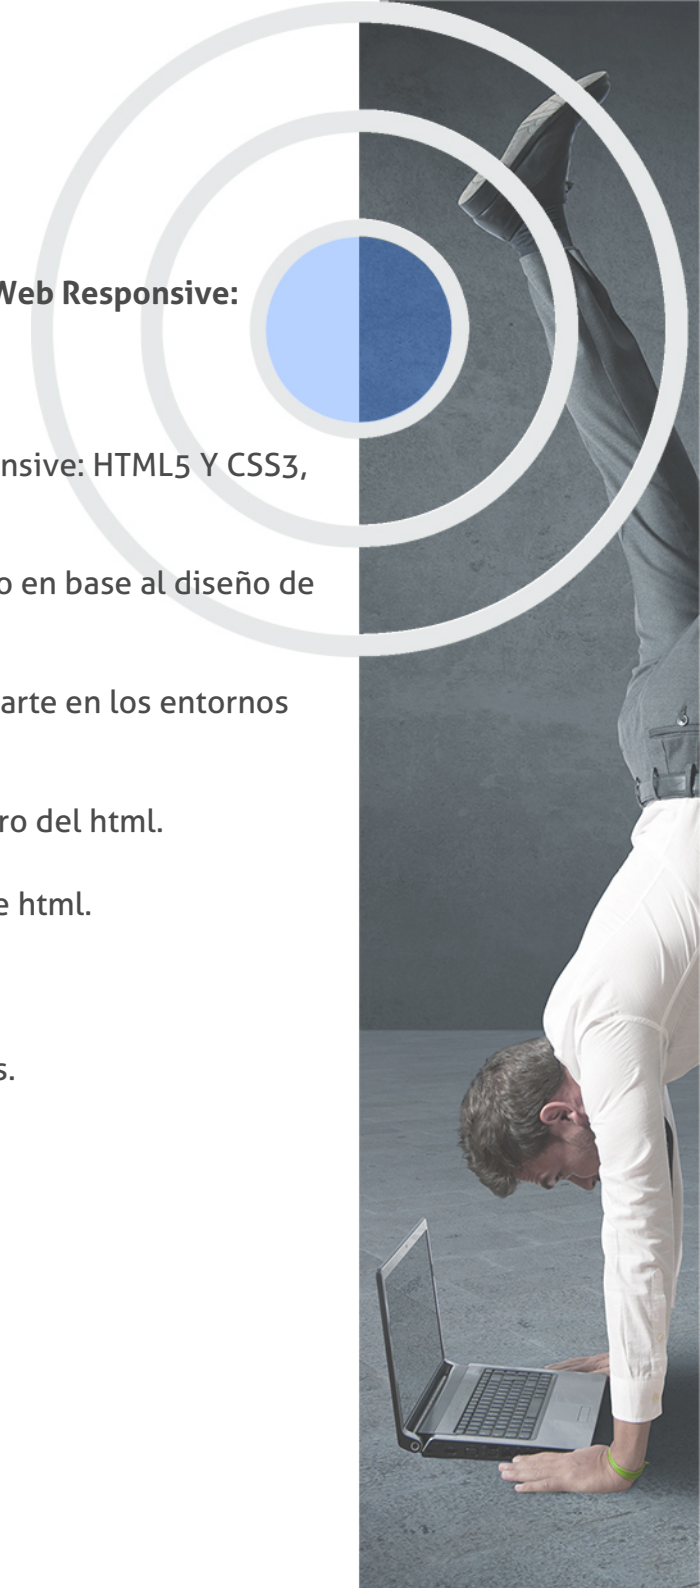 Web Responsive:
nsive: HTML5 Y CSS3,
o en base al diseño de
arte en los entornos
ro del html.
e html.
s.